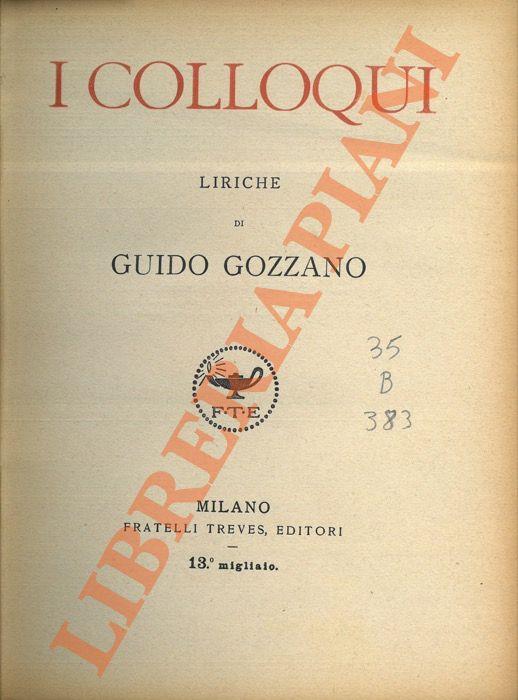 I COLLOQUI
LIRICHE
DI
GUIDO GOZZANO
35
B
383
F·T·E
MILANO
FRATELLI TREVES, EDITORI
13.º migliaio.
LIBRERIA PIANI